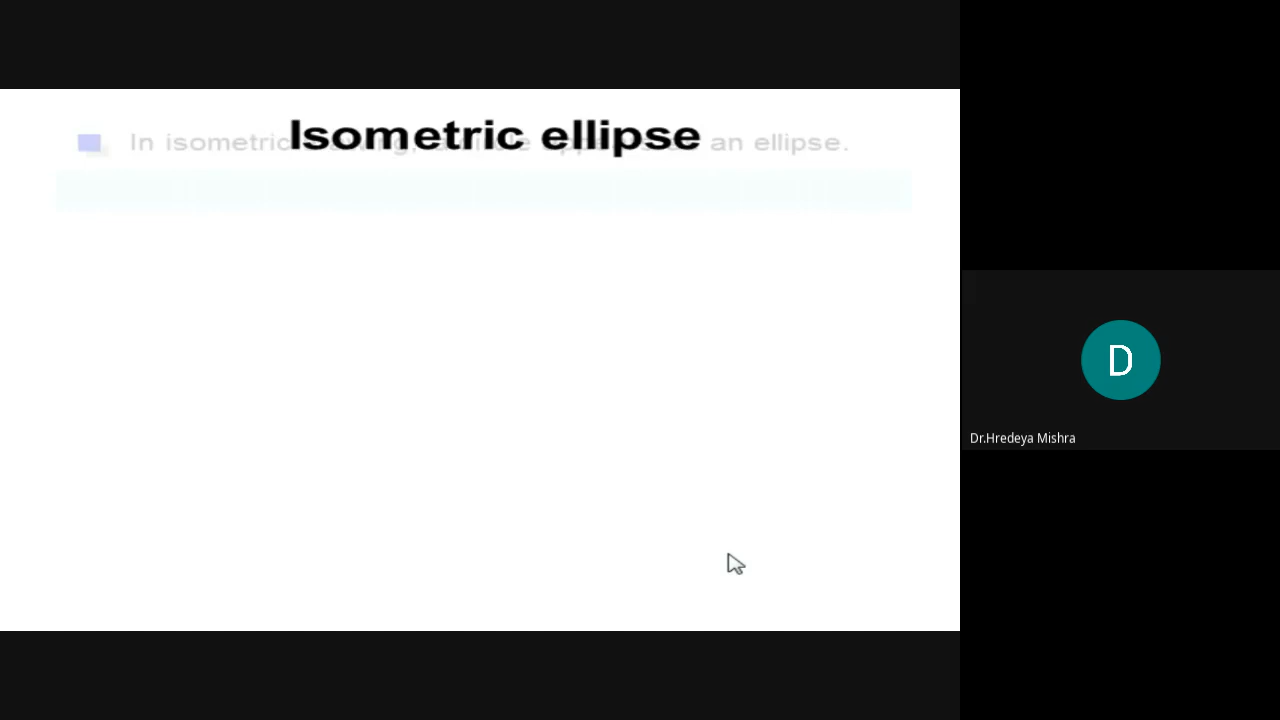 Isometric ellipse
In isometric an ellipse.
D
Dr.Hredeya Mishra